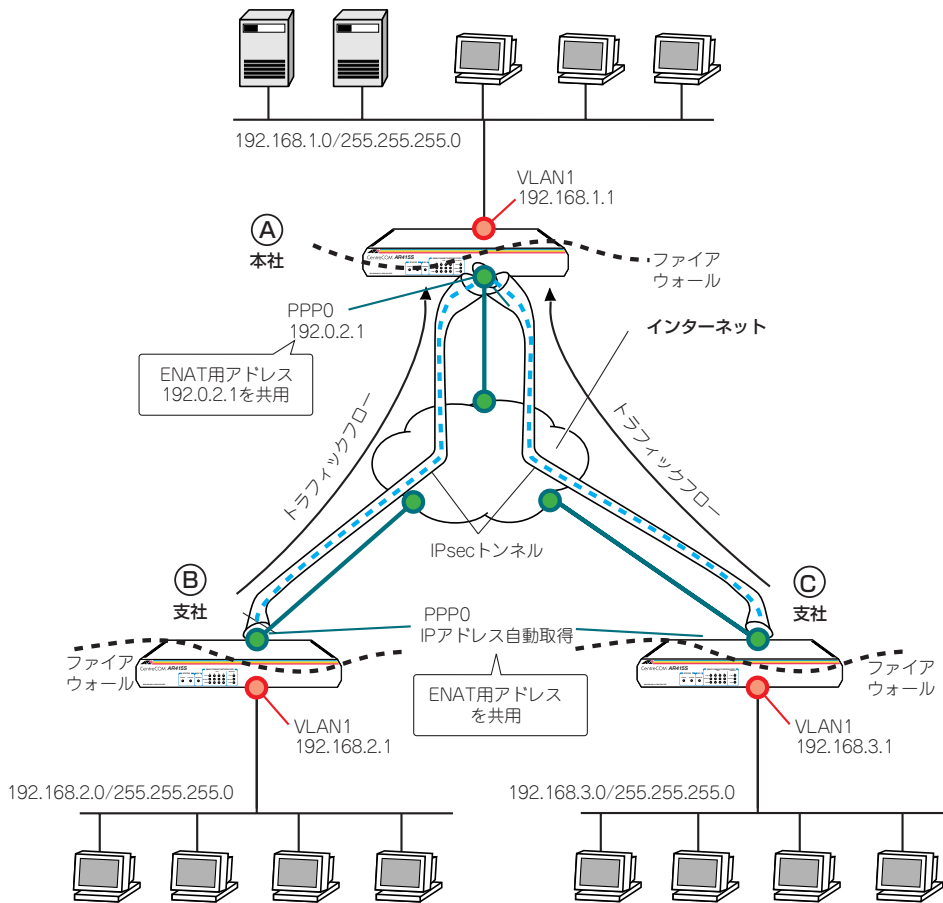 192.168.1.0/255.255.255.0
VLAN1
192.168.1.1
A
本社
CentreCOM AR415S
ファイア
ウォール
PPP0
192.0.2.1
インターネット
ENAT用アドレス
192.0.2.1を共用
トラフィックフロー
トラフィックフロー
IPsecトンネル
B
支社
C
支社
PPP0
IPアドレス自動取得
ファイア
ウォール
CentreCOM AR415S
ENAT用アドレス
を共用
CentreCOM AR415S
ファイア
ウォール
VLAN1
192.168.2.1
VLAN1
192.168.3.1
192.168.2.0/255.255.255.0
192.168.3.0/255.255.255.0